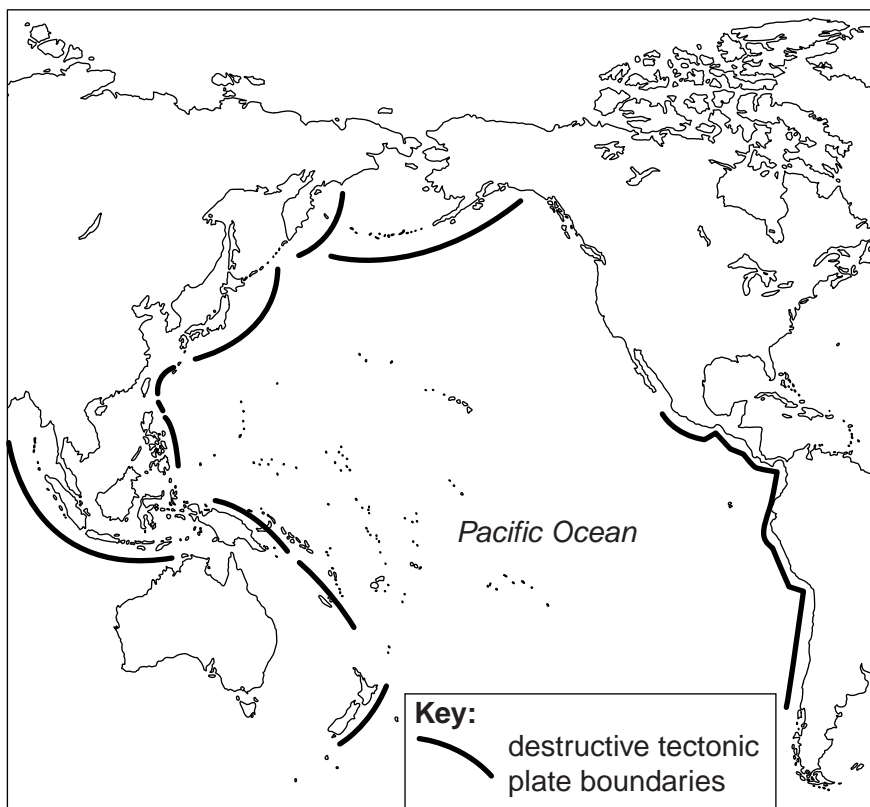 Pacific Ocean
Key:
destructive tectonic
plate boundaries